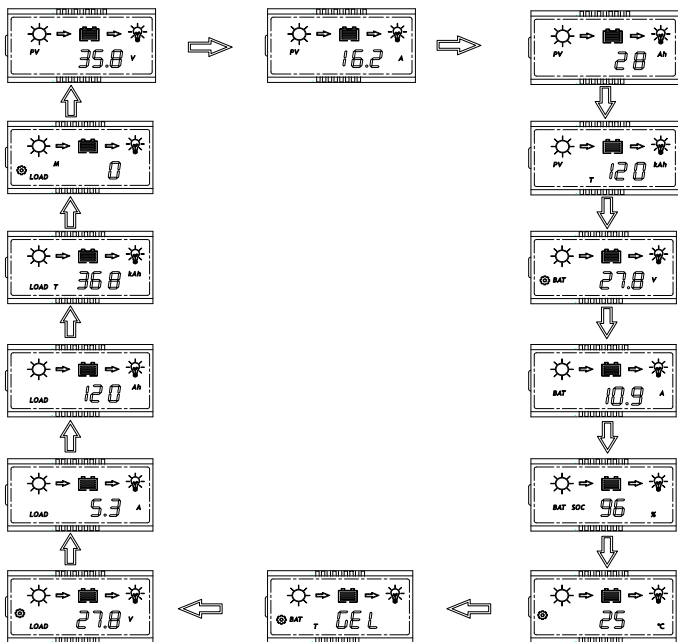 PV 35.8 V
PV 16.2 A
PV 28 Ah
PV T 120 kAh
BAT 27.8 V
BAT 10.9 A
BAT SOC 96 %
25 °C
BAT T GEL
LOAD 27.8 V
LOAD 5.3 A
LOAD 120 Ah
LOAD T 368 kAh
LOAD M 0